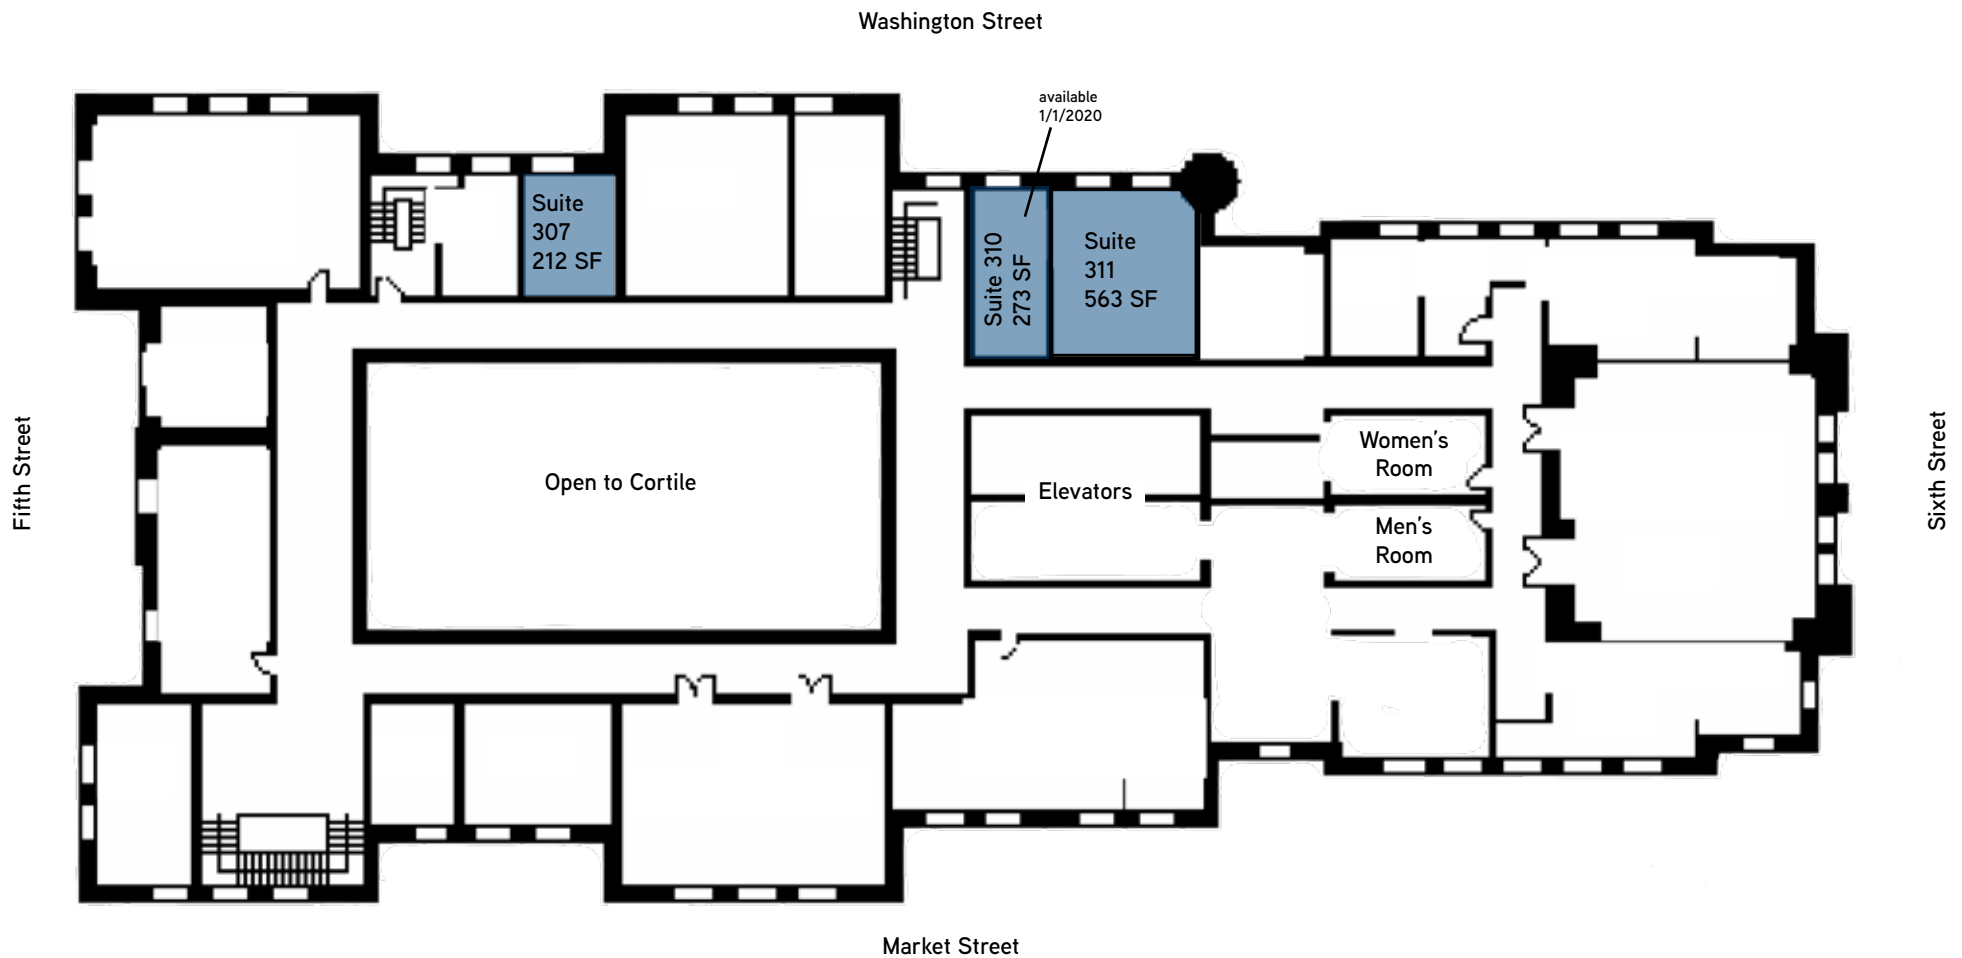 Washington Street
available
1/1/2020
Suite
307
212 SF
Suite 310
273 SF
Suite
311
563 SF
Fifth Street
Open to Cortile
Elevators
Women's
Room
Men's
Room
Sixth Street
Market Street